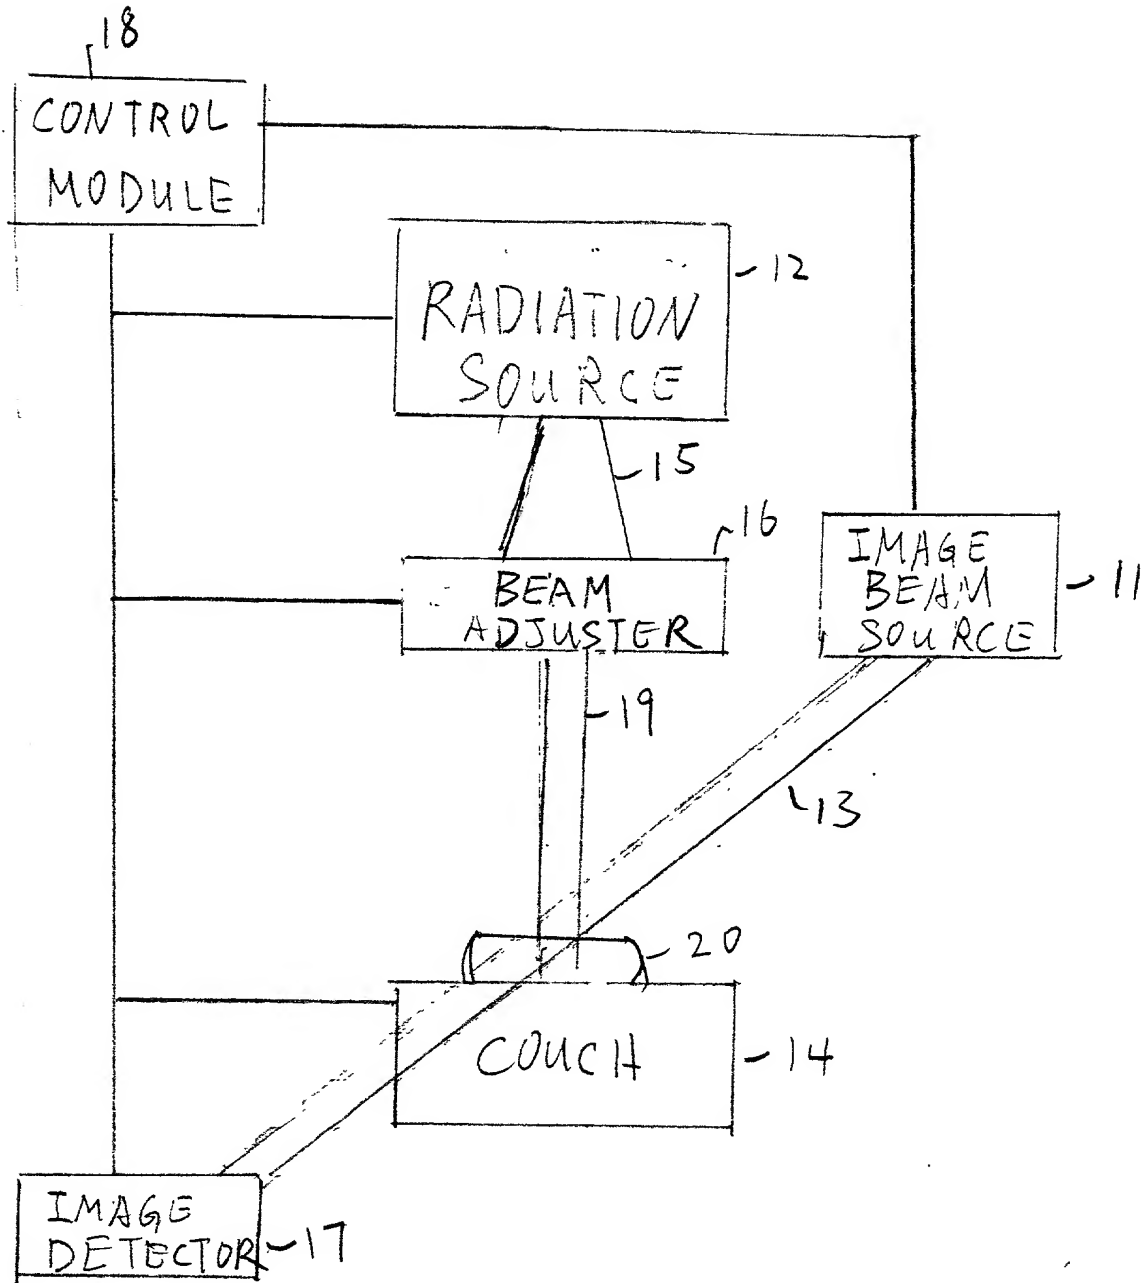 18
CONTROL
MODULE
12
RADIATION
SOURCE
15
16
BEAM
ADJUSTER
IMAGE
BEAM
SOURCE
11
19
13
20
COUCH
14
IMAGE
DETECTOR
17